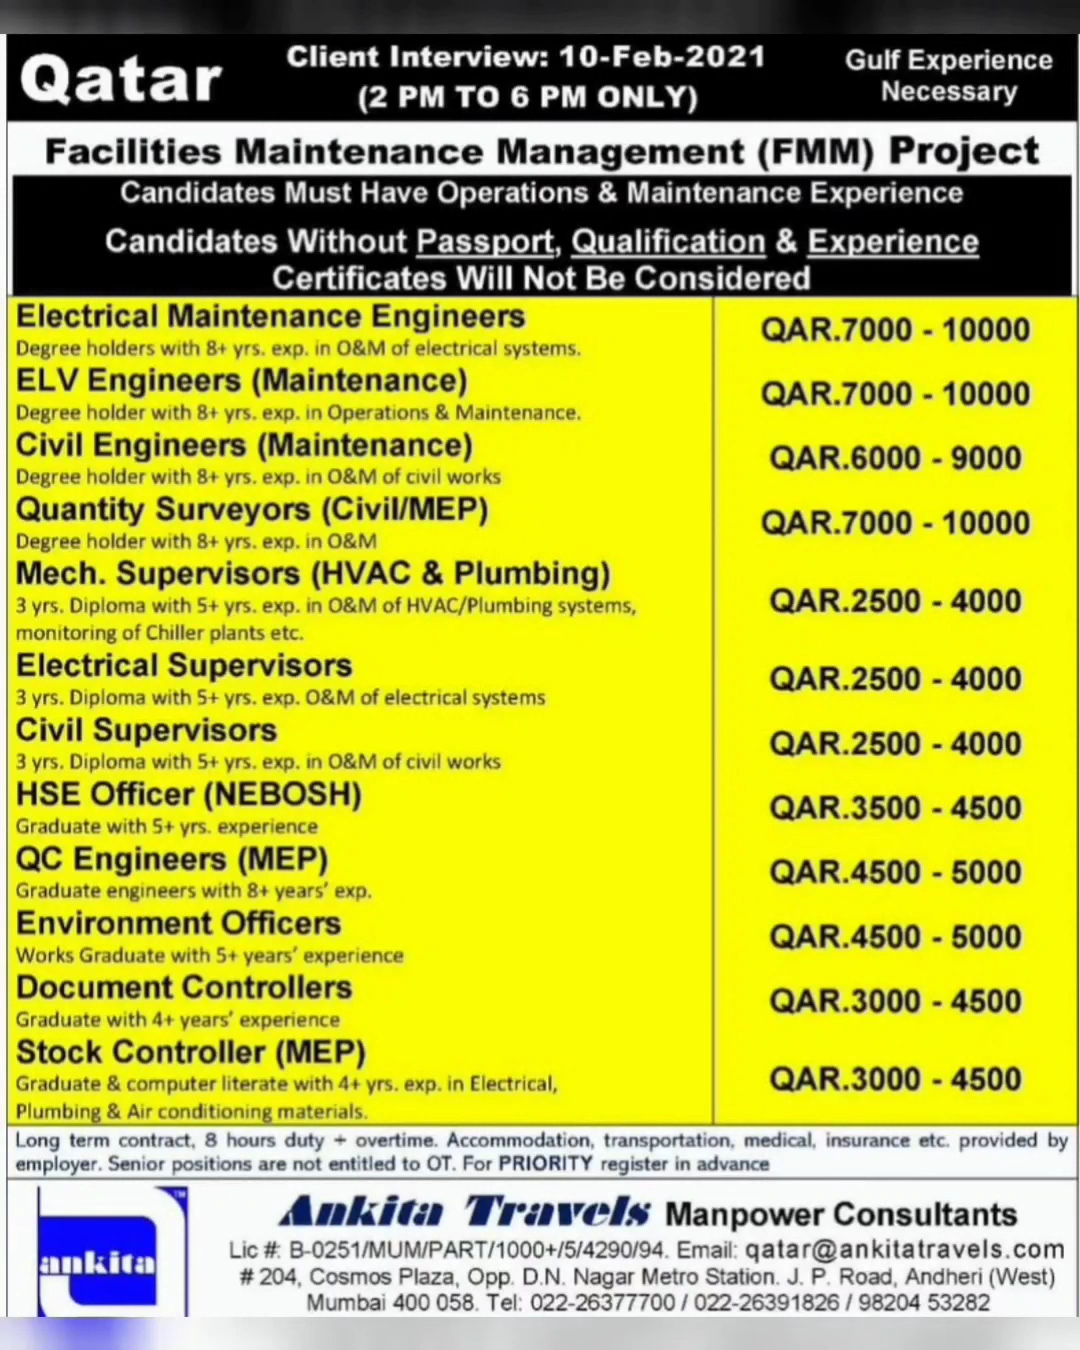 Qatar
Client Interview: 10-Feb-2021
(2 PM TO 6 PM ONLY)
Gulf Experience
Necessary
Facilities Maintenance Management (FMM) Project
Candidates Must Have Operations & Maintenance Experience
Candidates Without Passport, Qualification & Experience
Certificates Will Not Be Considered
Electrical Maintenance Engineers
Degree holders with 8+ yrs. exp. in O&M of electrical systems.
QAR.7000 - 10000
ELV Engineers (Maintenance)
Degree holder with 8+ yrs. exp. in Operations & Maintenance.
QAR.7000 - 10000
Civil Engineers (Maintenance)
Degree holder with 8+ yrs. exp. in O&M of civil works
QAR.6000 - 9000
Quantity Surveyors (Civil/MEP)
Degree holder with 8+ yrs. exp. in O&M
QAR.7000 - 10000
Mech. Supervisors (HVAC & Plumbing)
3 yrs. Diploma with 5+ yrs. exp. in O&M of HVAC/Plumbing systems,
monitoring of Chiller plants etc.
QAR.2500 - 4000
Electrical Supervisors
3 yrs. Diploma with 5+ yrs. exp. O&M of electrical systems
QAR.2500 - 4000
Civil Supervisors
3 yrs. Diploma with 5+ yrs. exp. in O&M of civil works
QAR.2500 - 4000
HSE Officer (NEBOSH)
Graduate with 5+ yrs. experience
QAR.3500 - 4500
QC Engineers (MEP)
Graduate engineers with 8+ years' exp.
QAR.4500 - 5000
Environment Officers
Works Graduate with 5+ years' experience
QAR.4500 - 5000
Document Controllers
Graduate with 4+ years' experience
QAR.3000 - 4500
Stock Controller (MEP)
Graduate & computer literate with 4+ yrs. exp. in Electrical,
Plumbing & Air conditioning materials.
QAR.3000 - 4500
Long term contract, 8 hours duty + overtime. Accommodation, transportation, medical, insurance etc. provided by
employer. Senior positions are not entitled to OT. For PRIORITY register in advance
TM
ankita
Ankita Travels Manpower Consultants
Lic #: B-0251/MUM/PART/1000+/5/4290/94. Email: qatar@ankitatravels.com
# 204, Cosmos Plaza, Opp. D.N. Nagar Metro Station. J. P. Road, Andheri (West)
Mumbai 400 058. Tel: 022-26377700 / 022-26391826 / 98204 53282